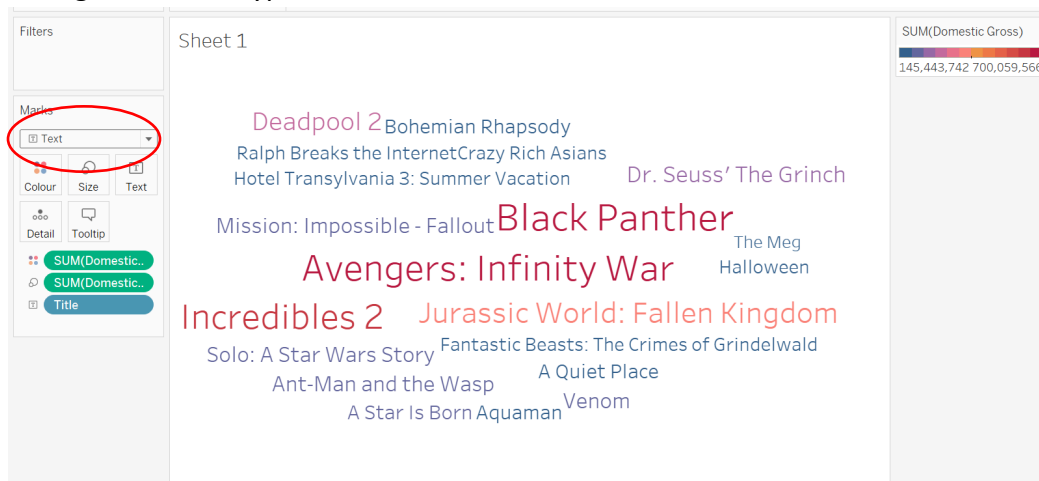 Filters
Sheet 1
SUM(Domestic Gross)
145,443,742 700,059,566
Marks
Text
Colour Size Text
Detail Tooltip
SUM(Domestic..
SUM(Domestic..
Title
Deadpool 2 Bohemian Rhapsody
Ralph Breaks the Internet Crazy Rich Asians
Hotel Transylvania 3: Summer Vacation
Dr. Seuss' The Grinch
Mission: Impossible - Fallout Black Panther
The Meg
Avengers: Infinity War
Halloween
Incredibles 2 Jurassic World: Fallen Kingdom
Solo: A Star Wars Story Fantastic Beasts: The Crimes of Grindelwald
Ant-Man and the Wasp A Quiet Place
A Star Is Born Aquaman Venom